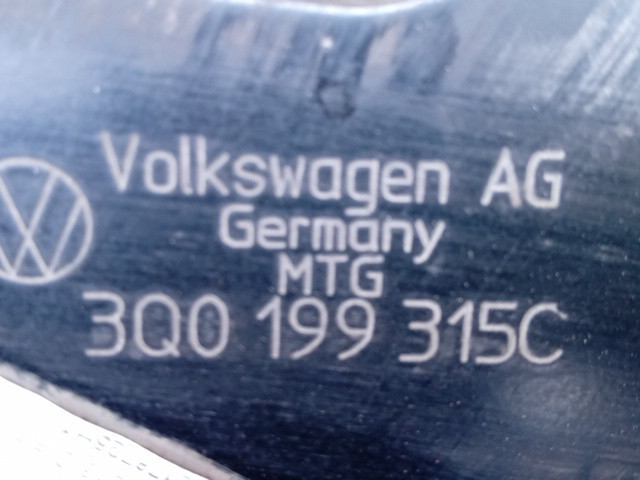 Volkswagen AG
Germany
MTG
3Q0 199 315C